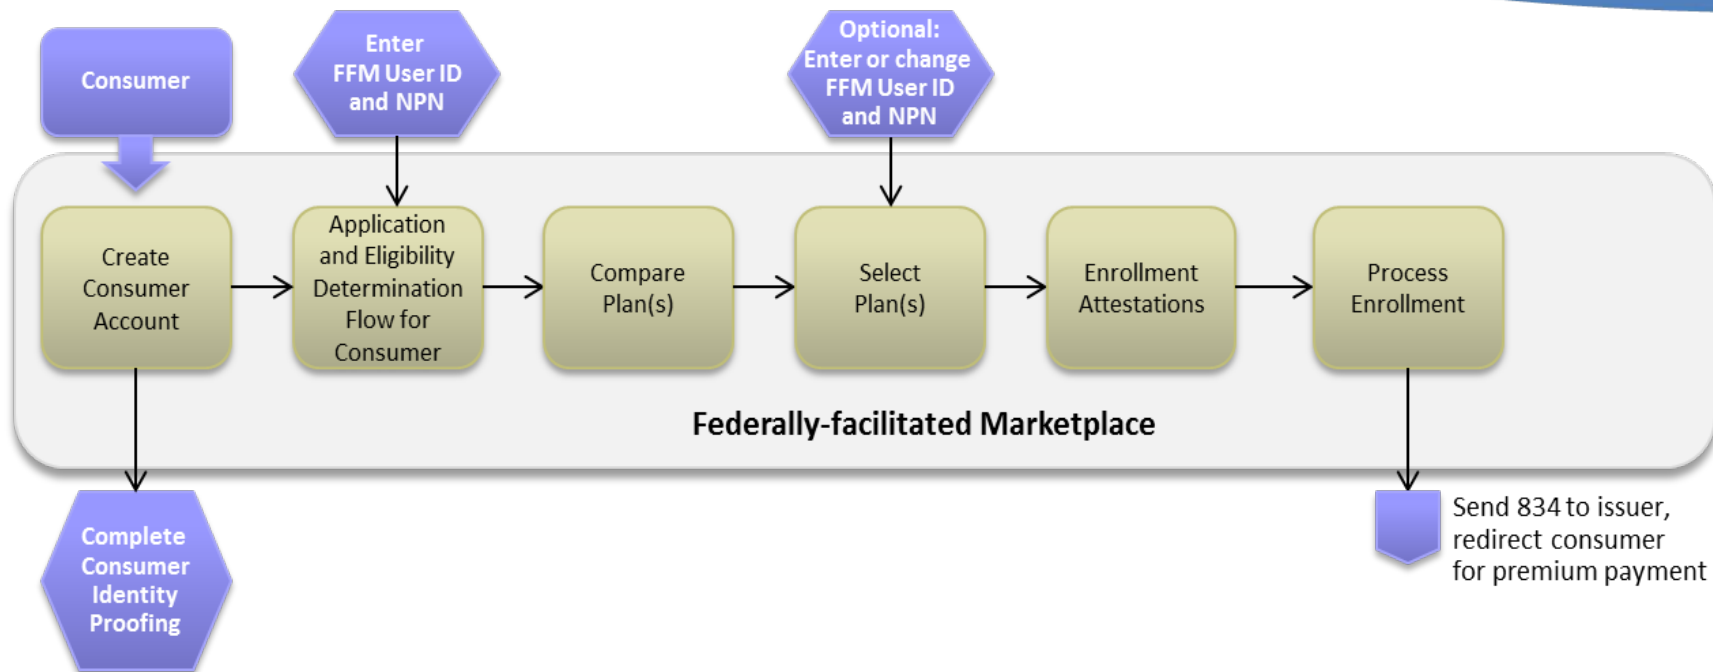 Consumer
Enter
FFM User ID
and NPN
Optional:
Enter or change
FFM User ID
and NPN
Create
Consumer
Account
Application
and Eligibility
Determination
Flow for
Consumer
Compare
Plan(s)
Select
Plan(s)
Enrollment
Attestations
Process
Enrollment
Federally-facilitated Marketplace
Complete
Consumer
Identity
Proofing
Send 834 to issuer,
redirect consumer
for premium payment